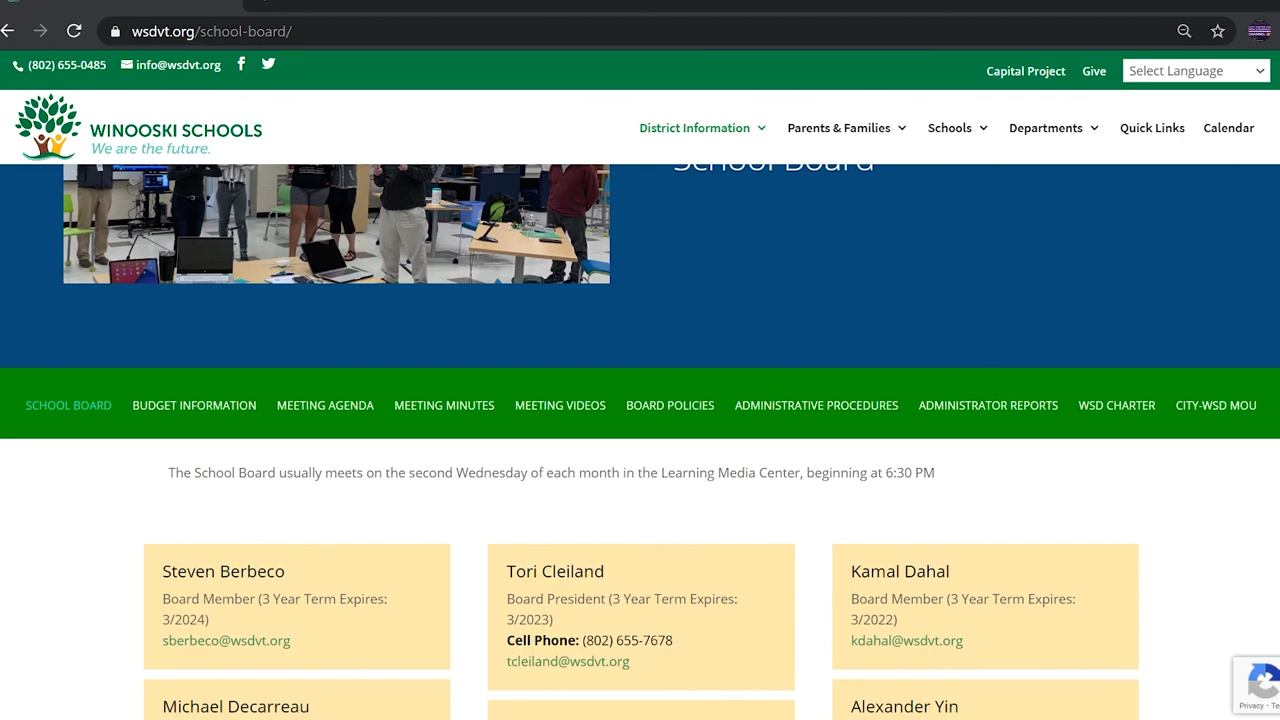 wsdvt.org/school-board/
(802) 655-0485 info@wsdvt.org
Capital Project Give Select Language
WINOOSKI SCHOOLS
We are the future.
District Information Parents & Families Schools Departments Quick Links Calendar
School Board
SCHOOL BOARD BUDGET INFORMATION MEETING AGENDA MEETING MINUTES MEETING VIDEOS BOARD POLICIES ADMINISTRATIVE PROCEDURES ADMINISTRATOR REPORTS WSD CHARTER CITY-WSD MOU
The School Board usually meets on the second Wednesday of each month in the Learning Media Center, beginning at 6:30 PM
Steven Berbeco
Board Member (3 Year Term Expires:
3/2024)
sberbeco@wsdvt.org
Tori Cleiland
Board President (3 Year Term Expires:
3/2023)
Cell Phone: (802) 655-7678
tcleiland@wsdvt.org
Kamal Dahal
Board Member (3 Year Term Expires:
3/2022)
kdahal@wsdvt.org
Michael Decarreau
Alexander Yin
Privacy - Te